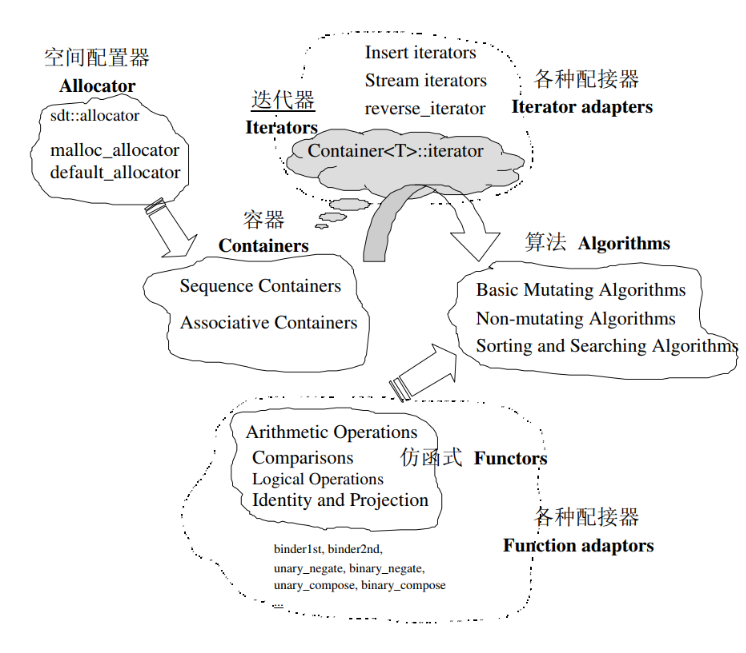 空间配置器
Allocator
sdt::allocator
malloc_allocator
default_allocator
迭代器
Iterators
Insert iterators
Stream iterators
reverse_iterator
Container<T>::iterator
各种配接器
Iterator adapters
容器
Containers
Sequence Containers
Associative Containers
算法 Algorithms
Basic Mutating Algorithms
Non-mutating Algorithms
Sorting and Searching Algorithms
Arithmetic Operations
Comparisons
Logical Operations
Identity and Projection
仿函式 Functors
各种配接器
Function adaptors
binder1st, binder2nd,
unary_negate, binary_negate,
unary_compose, binary_compose
...